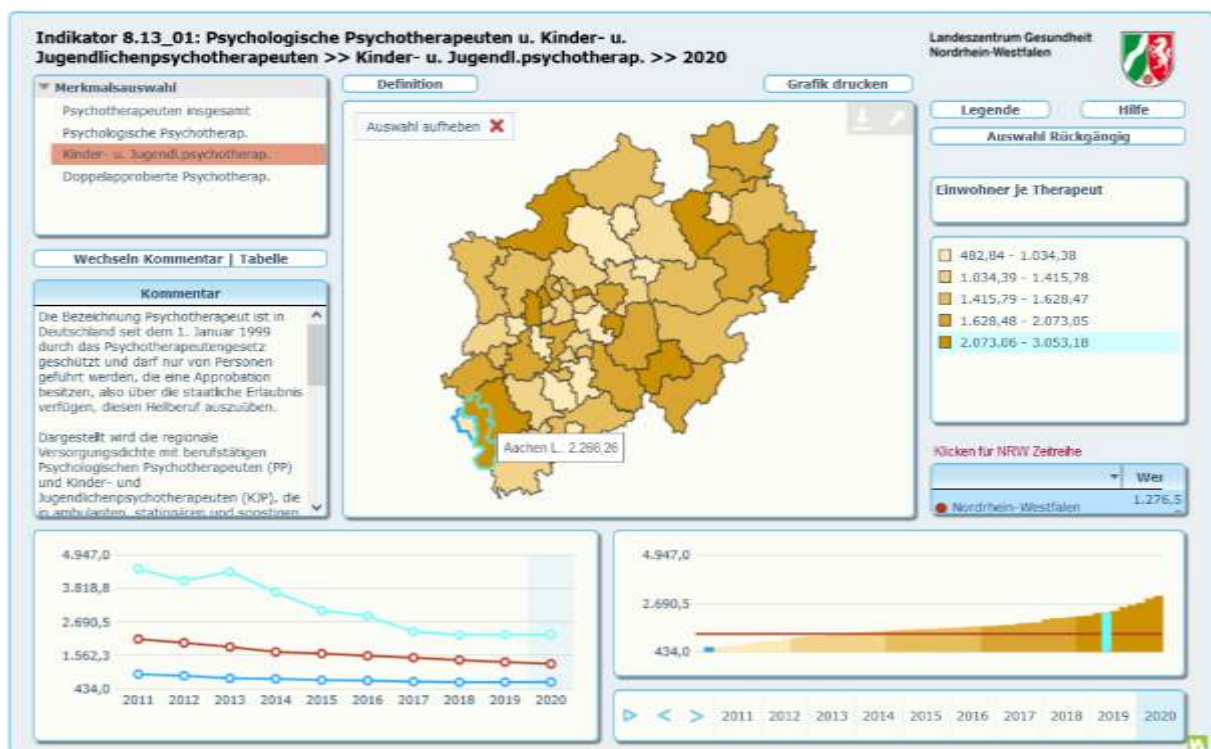 Indikator 8.13_01: Psychologische Psychotherapeuten u. Kinder- u.
Jugendlichenpsychotherapeuten >> Kinder- u. Jugendl.psychotherap. >> 2020
Landeszentrum Gesundheit
Nordrhein-Westfalen
Merkmalsauswahl
Psychotherapeuten insgesamt
Psychologische Psychotherap.
Kinder- u. Jugendl.psychotherap.
Doppelapprobierte Psychotherap.
Wechseln Kommentar | Tabelle
Kommentar
Die Bezeichnung Psychotherapeut ist in
Deutschland seit dem 1. Januar 1999
durch das Psychotherapeutengesetz
geschützt und darf nur von Personen
geführt werden, die eine Approbation
besitzen, also über die staatliche Erlaubnis
verfügen, diesen Heilberuf auszuüben.
Dargestellt wird die regionale
Versorgungsdichte mit berufstätigen
Psychologischen Psychotherapeuten (PP)
und Kinder- und
Jugendlichenpsychotherapeuten (KJP), die
in ambulanten, stationären und sonstigen
Definition
Grafik drucken
Auswahl aufheben
Aachen L.: 2.266,26
Legende
Hilfe
Auswahl Rückgängig
Einwohner je Therapeut
482,84 - 1.034,38
1.034,39 - 1.415,78
1.415,79 - 1.628,47
1.628,48 - 2.073,05
2.073,06 - 3.053,18
Klicken für NRW Zeitreihe
Wer
Nordrhein-Westfalen 1.276,5
4.947,0
3.818,8
2.690,5
1.562,3
434,0
2011 2012 2013 2014 2015 2016 2017 2018 2019 2020
4.947,0
2.690,5
434,0
2011 2012 2013 2014 2015 2016 2017 2018 2019 2020